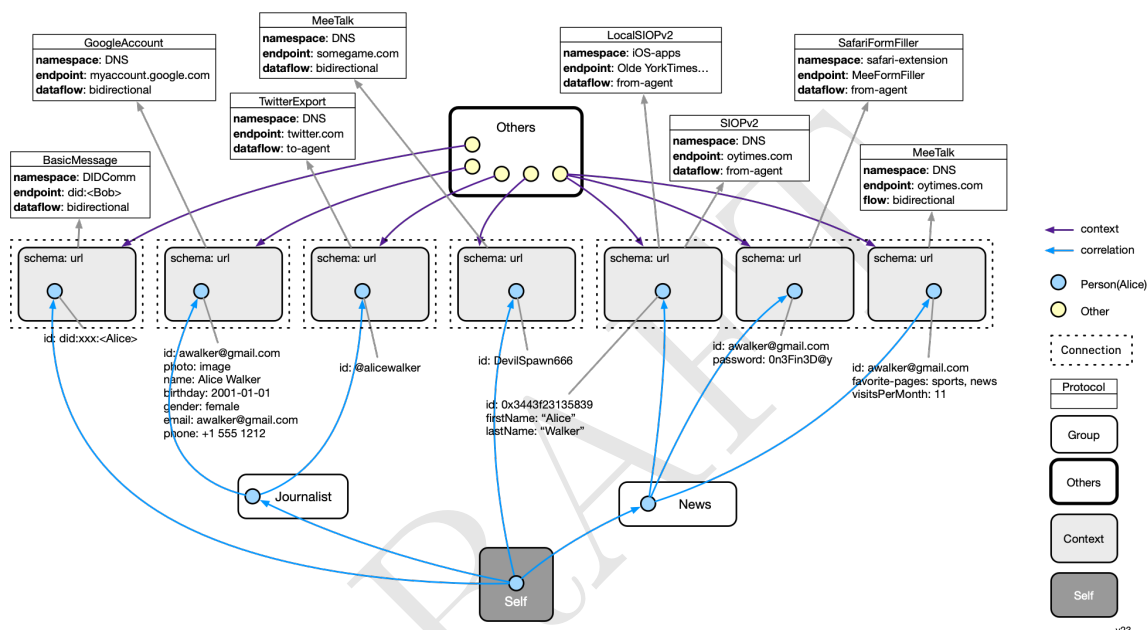 MeeTalk
namespace: DNS
endpoint: somegame.com
dataflow: bidirectional
GoogleAccount
namespace: DNS
endpoint: myaccount.google.com
dataflow: bidirectional
LocalSIOPv2
namespace: iOS-apps
endpoint: Olde YorkTimes...
dataflow: from-agent
SafariFormFiller
namespace: safari-extension
endpoint: MeeFormFiller
dataflow: from-agent
TwitterExport
namespace: DNS
endpoint: twitter.com
dataflow: to-agent
Others
SIOPv2
namespace: DNS
endpoint: oytimes.com
dataflow: from-agent
BasicMessage
namespace: DIDComm
endpoint: did:<Bob>
dataflow: bidirectional
MeeTalk
namespace: DNS
endpoint: oytimes.com
flow: bidirectional
schema: url
schema: url
schema: url
schema: url
schema: url
schema: url
schema: url
id: did:xxx:<Alice>
id: awalker@gmail.com
photo: image
name: Alice Walker
birthday: 2001-01-01
gender: female
email: awalker@gmail.com
phone: +1 555 1212
id: @alicewalker
id: DevilSpawn666
id: 0x3443f23135839
firstName: “Alice”
lastName: “Walker”
id: awalker@gmail.com
password: 0n3Fin3D@y
id: awalker@gmail.com
favorite-pages: sports, news
visitsPerMonth: 11
Journalist
News
Self
context
correlation
Person(Alice)
Other
Connection
Protocol
Group
Others
Context
Self
v23
RAFT